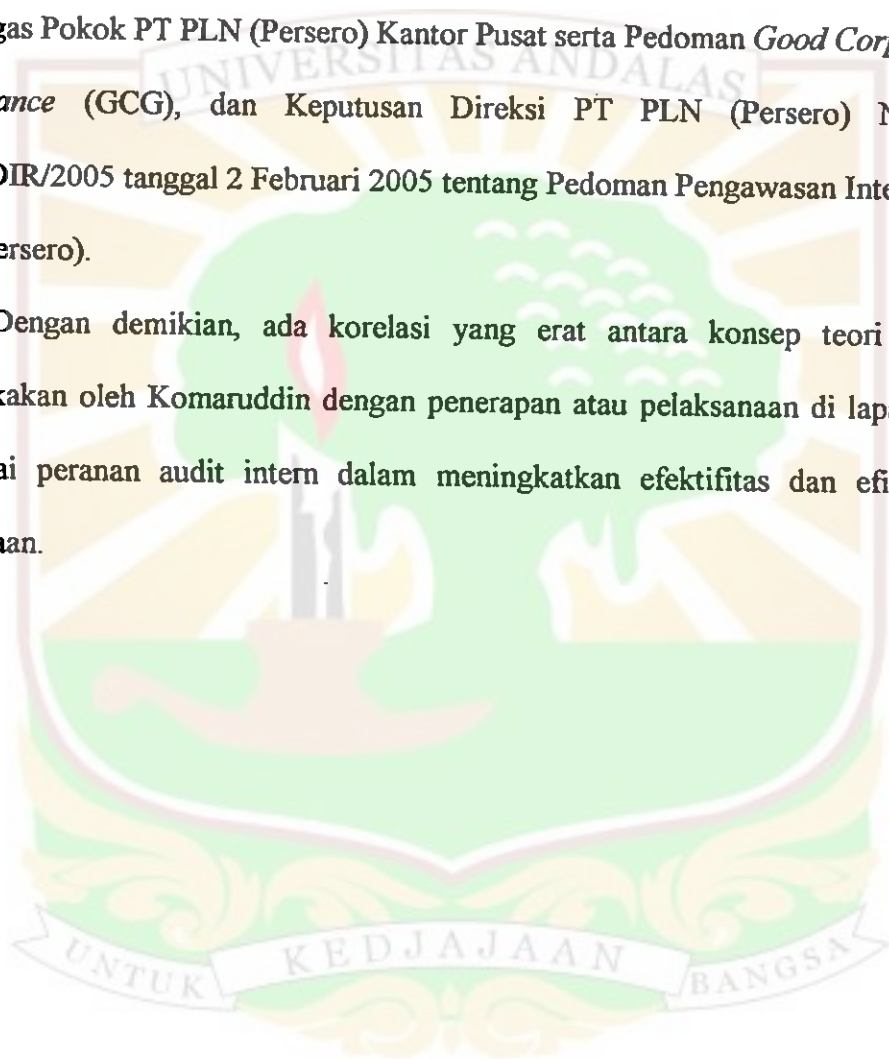 UNIVERSITAS ANDALAS
gas Pokok PT PLN (Persero) Kantor Pusat serta Pedoman Good Corp
ance (GCG), dan Keputusan Direksi PT PLN (Persero) N
DIR/2005 tanggal 2 Februari 2005 tentang Pedoman Pengawasan Inte
ersero).
Dengan demikian, ada korelasi yang erat antara konsep teori
kakan oleh Komaruddin dengan penerapan atau pelaksanaan di lapa
ai peranan audit intern dalam meningkatkan efektifitas dan efi
aan.
UNTUK KEDJAJAAN BANGSA